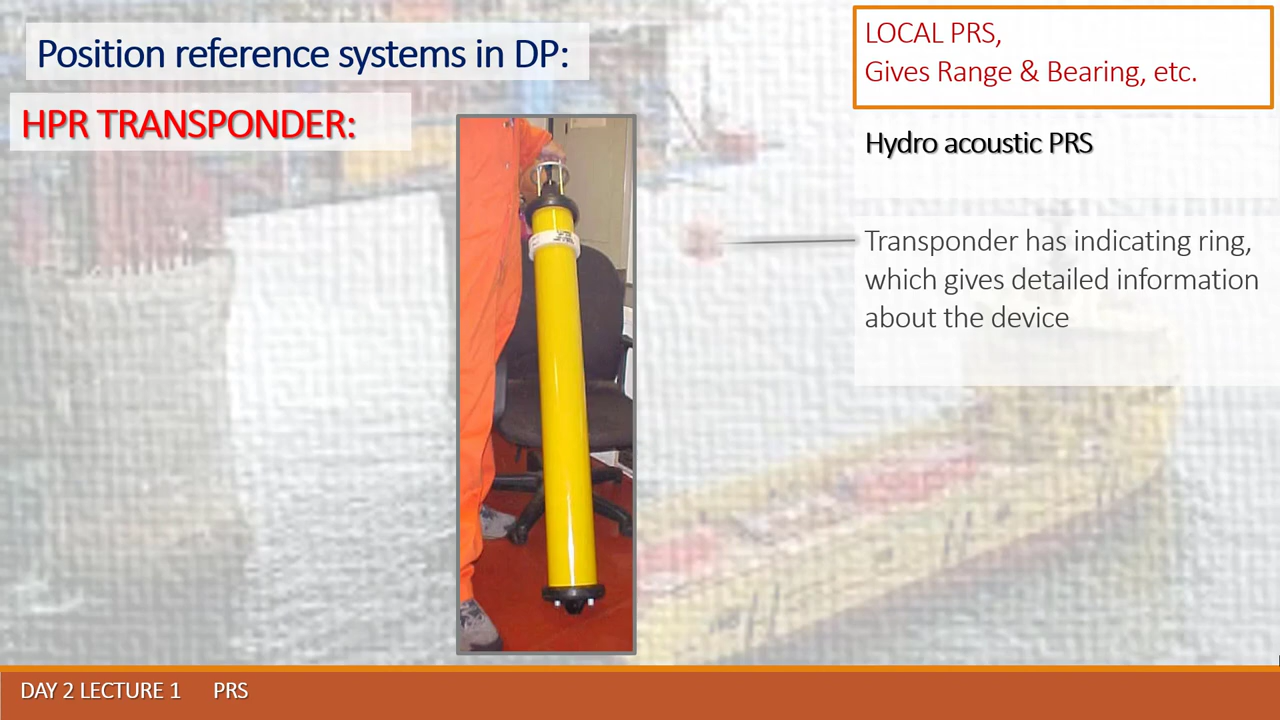 Position reference systems in DP:
HPR TRANSPONDER:
LOCAL PRS,
Gives Range & Bearing, etc.
Hydro acoustic PRS
Transponder has indicating ring,
which gives detailed information
about the device
DAY 2 LECTURE 1 PRS